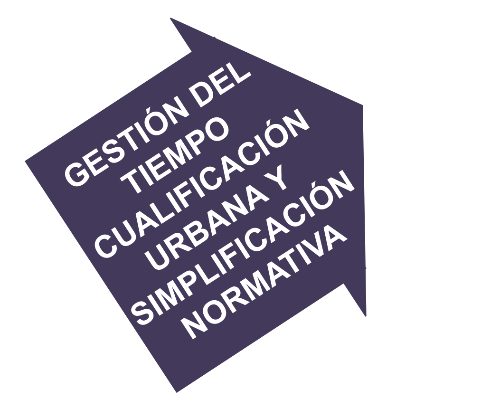 GESTIÓN DEL
TIEMPO
CUALIFICACIÓN
URBANA Y
SIMPLIFICACIÓN
NORMATIVA